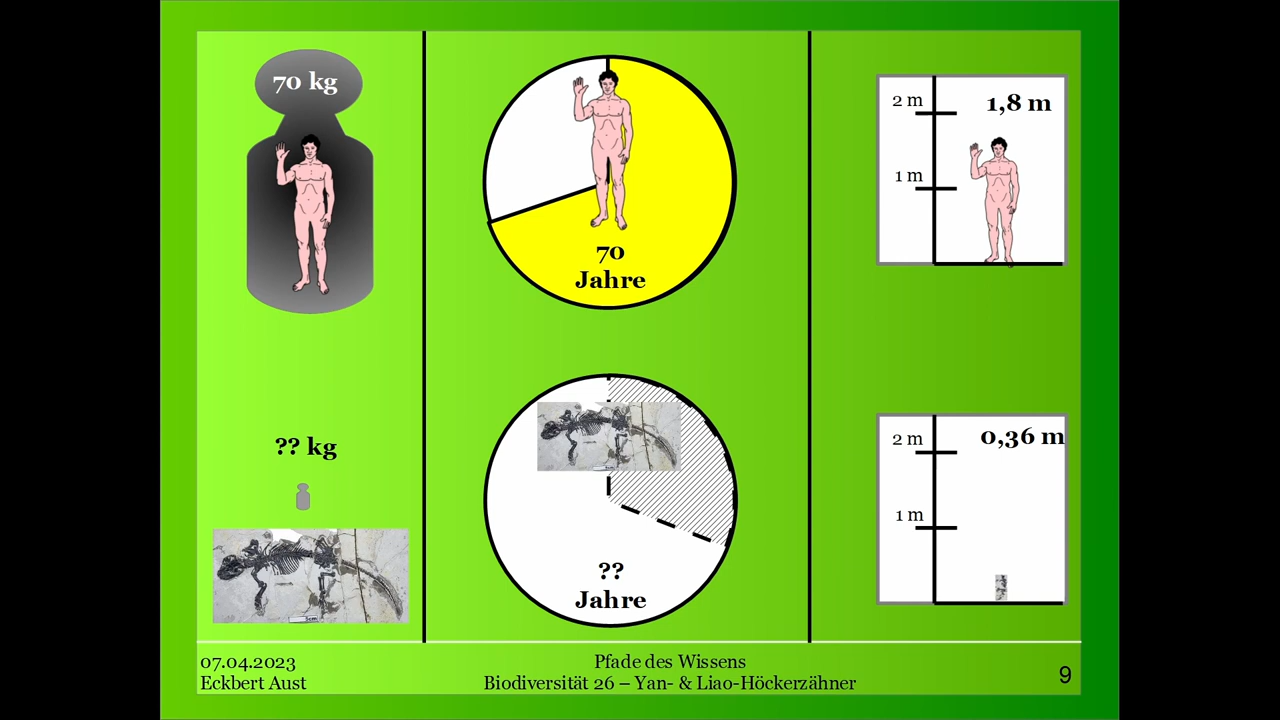 70 kg
70
Jahre
2 m
1,8 m
1 m
?? kg
5cm
??
Jahre
2 m
0,36 m
1 m
07.04.2023
Eckbert Aust
Pfade des Wissens
Biodiversität 26 – Yan- & Liao-Höckerzähner
9